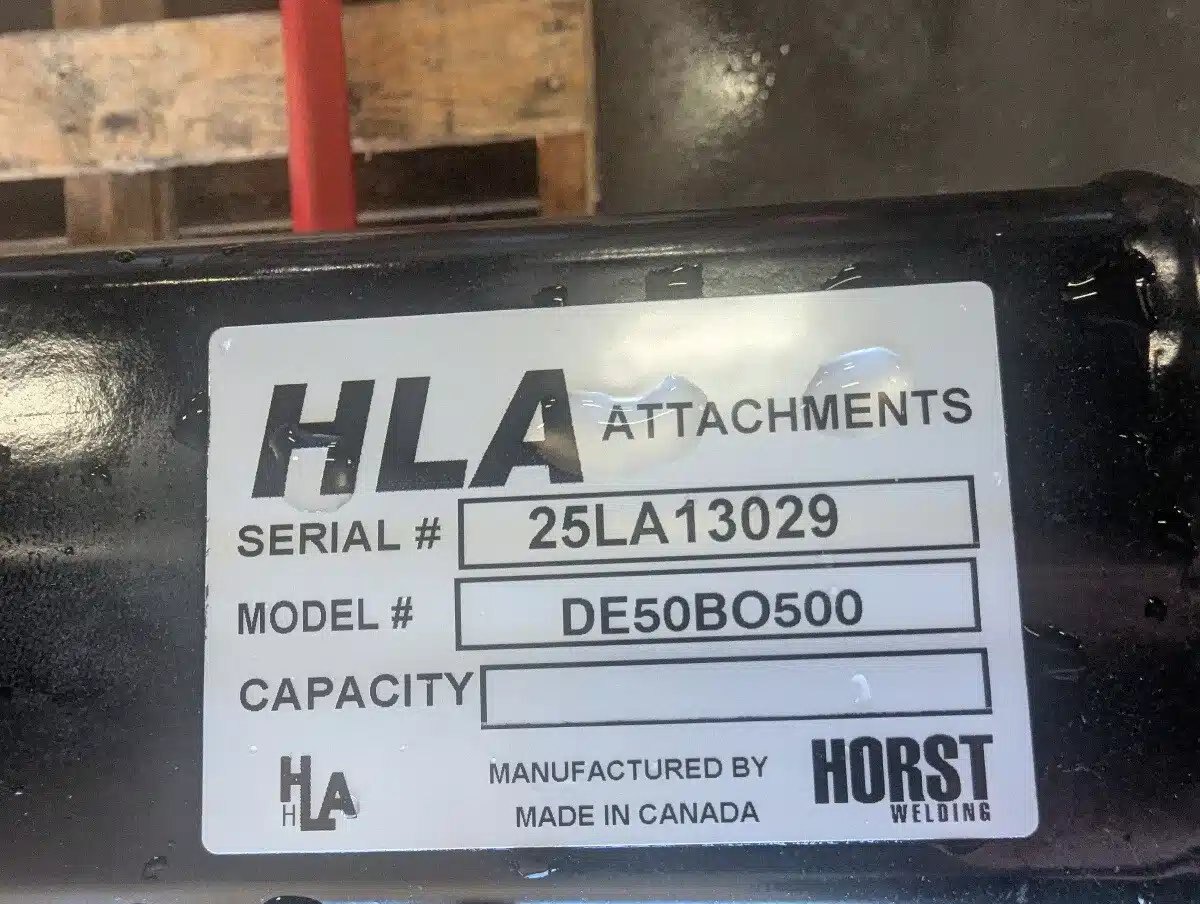 HLA ATTACHMENTS
SERIAL # 25LA13029
MODEL # DE50BO500
CAPACITY
HLA
H
MANUFACTURED BY
MADE IN CANADA
HORST
WELDING